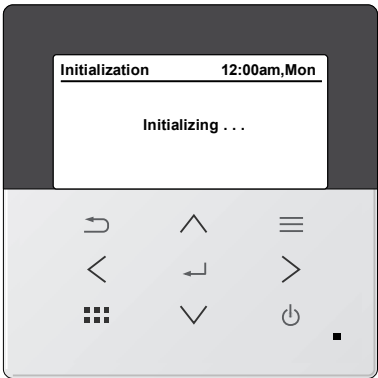 Initialization 12:00am,Mon
Initializing . . .